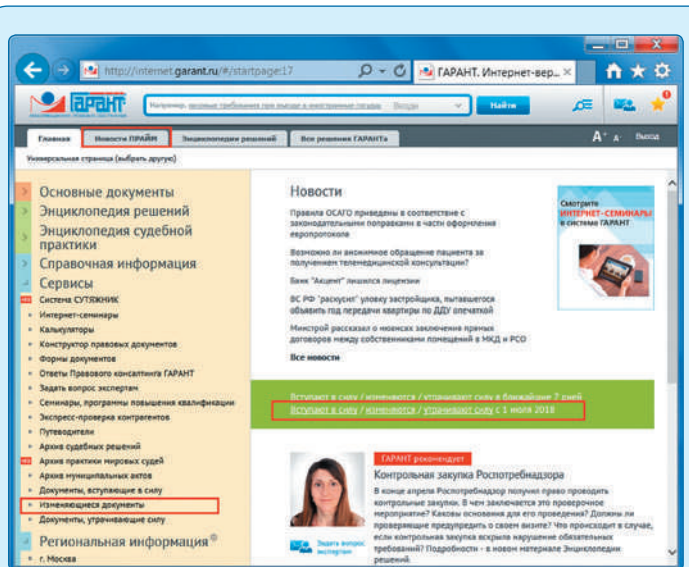 http://internet.garant.ru/#/startpage:17
ГАРАНТ. Интернет-вер...
ГАРАНТ
Например, правовые требования при въезде в иностранные государ
Найти
Главная
Новости ПРАЙМ
Энциклопедия решений
Все решения ГАРАНТа
А+ А- Выход
Универсальная страница (выбрать другую)
Основные документы
Энциклопедия решений
Энциклопедия судебной
практики
Справочная информация
Сервисы
Система СУТЯЖНИК
Интернет-семинары
Калькуляторы
Конструктор правовых документов
Формы документов
Ответы Правового консалтинга ГАРАНТ
Задать вопрос экспертам
Семинары, программы повышения квалификации
Экспресс-проверка контрагентов
Путеводители
Архив судебных решений
Архив практики мировых судей
Архив муниципальных актов
Документы, вступающие в силу
Изменяющиеся документы
Документы, утрачивающие силу
Региональная информация®
г. Москва
Новости
Правила ОСАГО приведены в соответствие с
законодательными поправками в части оформления
европротокола
Возможно ли анонимное обращение пациента за
получением телемедицинской консультации?
Банк "Акцент" лишился лицензии
ВС РФ "раскусил" уловку застройщика, пытавшегося
объявить год передачи квартиры по ДДУ опечаткой
Минстрой рассказал о нюансах заключения прямых
договоров между собственниками помещений в МКД и РСО
Все новости
Смотрите
ИНТЕРНЕТ-СЕМИНАРЫ
в системе ГАРАНТ
Вступают в силу / изменяются / утрачивают силу в ближайшие 7 дней
Вступают в силу / изменяются / утрачивают силу с 1 июля 2018
ГАРАНТ рекомендует
Контрольная закупка Роспотребнадзора
В конце апреля Роспотребнадзор получил право проводить
контрольные закупки. В чем заключается это проверочное
мероприятие? Каковы основания для его проведения? Должны ли
проверяющие предупредить о своем визите? Что происходит в случае,
если контрольная закупка вскрыла нарушение обязательных
требований? Подробности - в новом материале Энциклопедии
решений.
Задать вопрос
экспертам